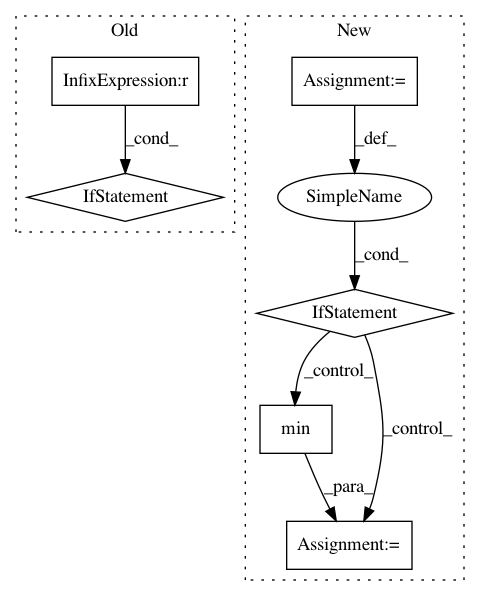 Old
New
InfixExpression:r
Assignment:=
_cond_
_def_
IfStatement
SimpleName
_cond_
IfStatement
_control_
_control_
min
_para_
Assignment:=